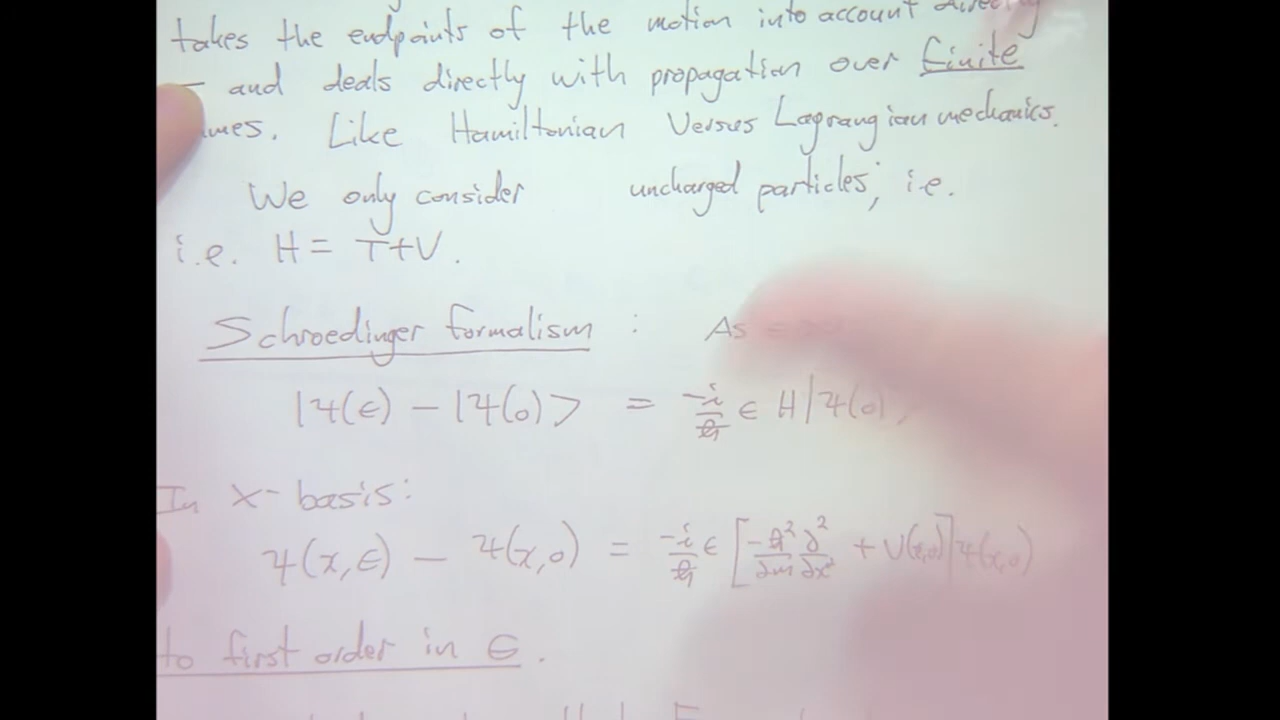 takes the endpoints of the motion into account directly
— and deals directly with propagation over finite
Like Hamiltonian Versus Lagrangian mechanics.
We only consider uncharged particles, i.e.
i.e. H = T+V.
Schroedinger formalism : As
|Ψ(ε) - |Ψ(0)> = -i/ħ ε H|Ψ(0)
In x-basis:
Ψ(x,ε) - Ψ(x,0) = -i/ħ ε [-ħ²/2m ∂²/∂x² + V(x,0)] Ψ(x,0)
to first order in ε.